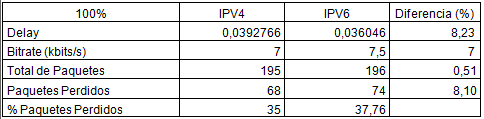 100% IPV4 IPV6 Diferencia (%)
Delay 0,0392766 0,036046 8,23
Bitrate (kbits/s) 7 7,5 7
Total de Paquetes 195 196 0,51
Paquetes Perdidos 68 74 8,10
% Paquetes Perdidos 35 37,76